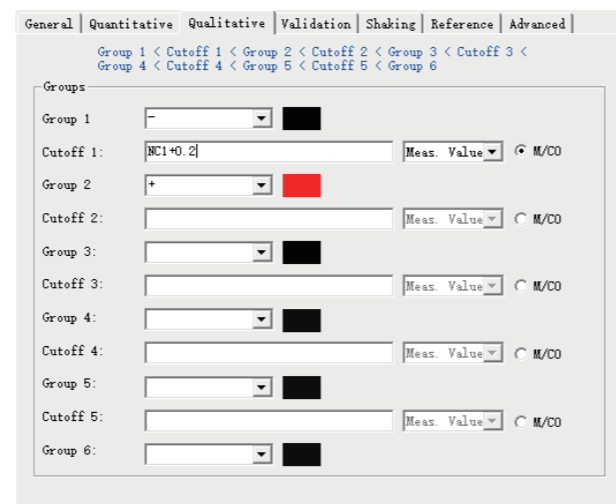 General Quantitative Qualitative Validation Shaking Reference Advanced
Group 1 < Cutoff 1 < Group 2 < Cutoff 2 < Group 3 < Cutoff 3 <
Group 4 < Cutoff 4 < Group 5 < Cutoff 5 < Group 6
Groups
Group 1 -
Cutoff 1: NC1+0.2 Meas. Value M/CO
Group 2 +
Cutoff 2: Meas. Value M/CO
Group 3:
Cutoff 3: Meas. Value M/CO
Group 4:
Cutoff 4: Meas. Value M/CO
Group 5:
Cutoff 5: Meas. Value M/CO
Group 6: